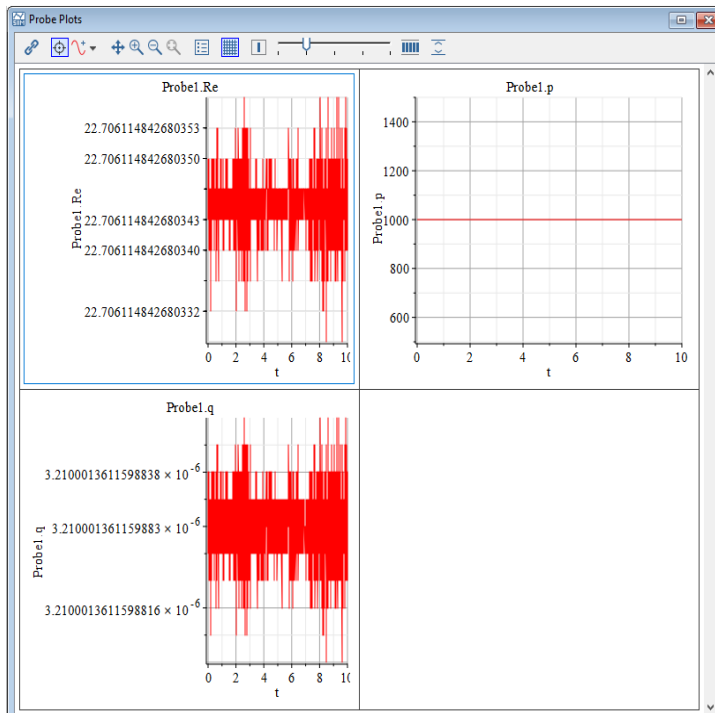 Probe Plots
Probe1.Re
22.706114842680353
22.706114842680350
22.706114842680343
22.706114842680340
22.706114842680332
Probe1.Re
0 2 4 6 8 10
t
Probe1.p
1400
1200
1000
800
600
Probe1.p
0 2 4 6 8 10
t
Probe1.q
3.2100013611598838 × 10⁻⁶
3.210001361159883 × 10⁻⁶
3.2100013611598816 × 10⁻⁶
Probe1.q
0 2 4 6 8 10
t